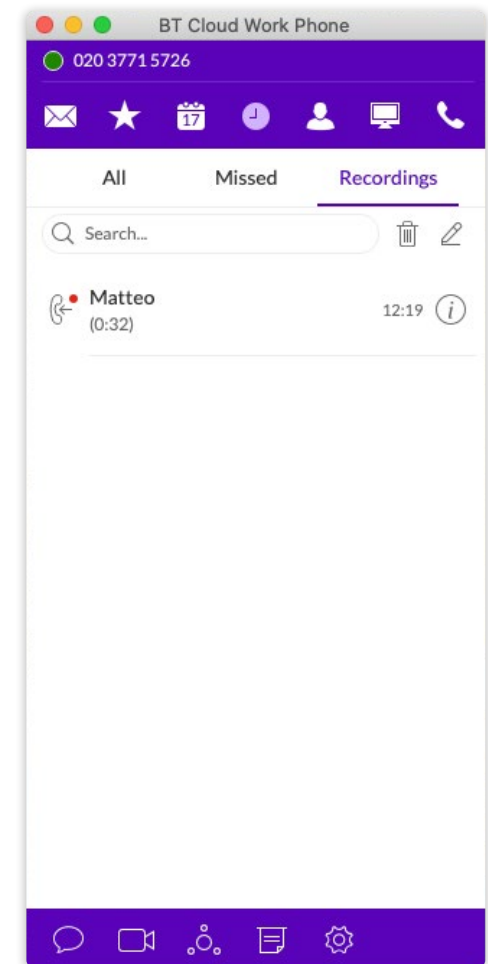 BT Cloud Work Phone
020 3771 5726
17
All Missed Recordings
Search...
Matteo
12:19
(0:32)